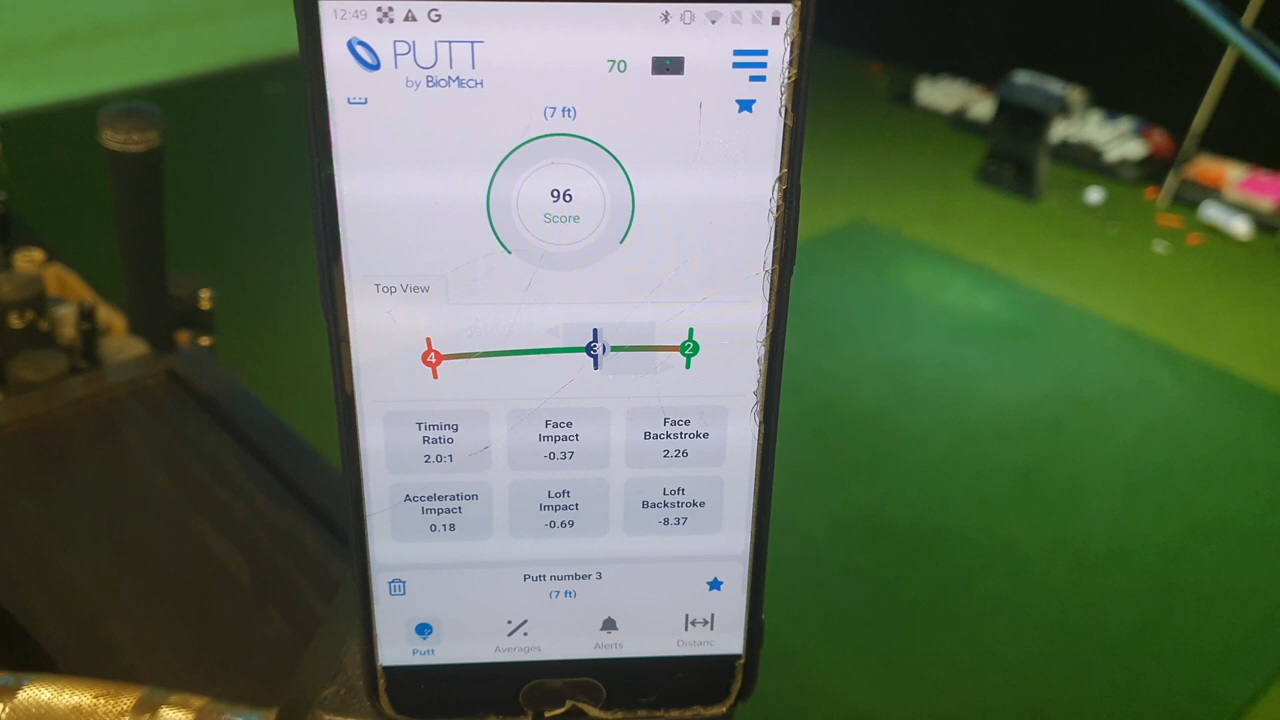 12:49
PUTT
by BIOMECH
70
(7 ft)
96
Score
Top View
4
3
2
Timing
Ratio
2.0:1
Face
Impact
-0.37
Face
Backstroke
2.26
Acceleration
Impact
0.18
Loft
Impact
-0.69
Loft
Backstroke
-8.37
Putt number 3
(7 ft)
Putt
Averages
Alerts
Distanc